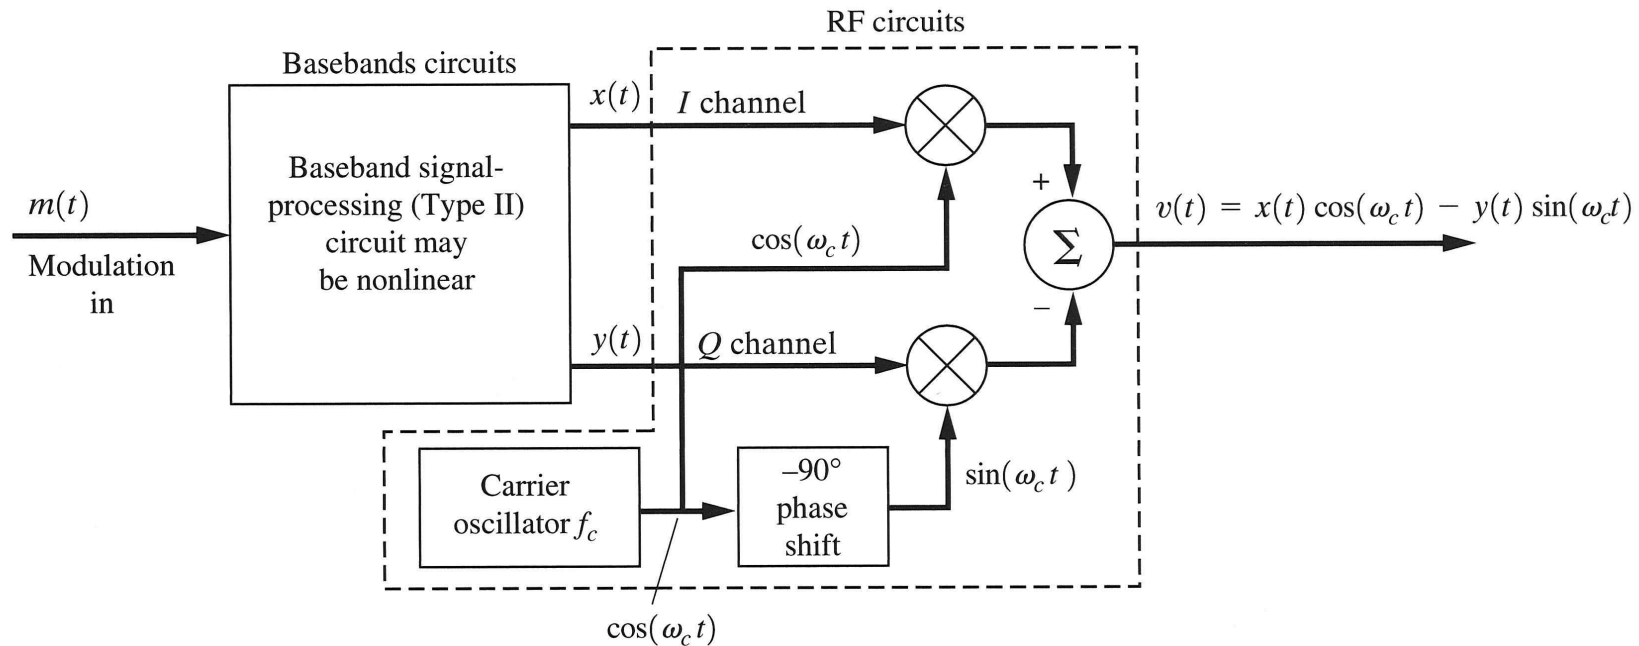 RF circuits
Basebands circuits
x(t)
I channel
Baseband signal-
processing (Type II)
circuit may
be nonlinear
m(t)
Modulation
in
+
v(t) = x(t) cos(ω_c t) − y(t) sin(ω_c t)
cos(ω_c t)
Σ
−
y(t)
Q channel
Carrier
oscillator f_c
–90°
phase
shift
sin(ω_c t)
cos(ω_c t)